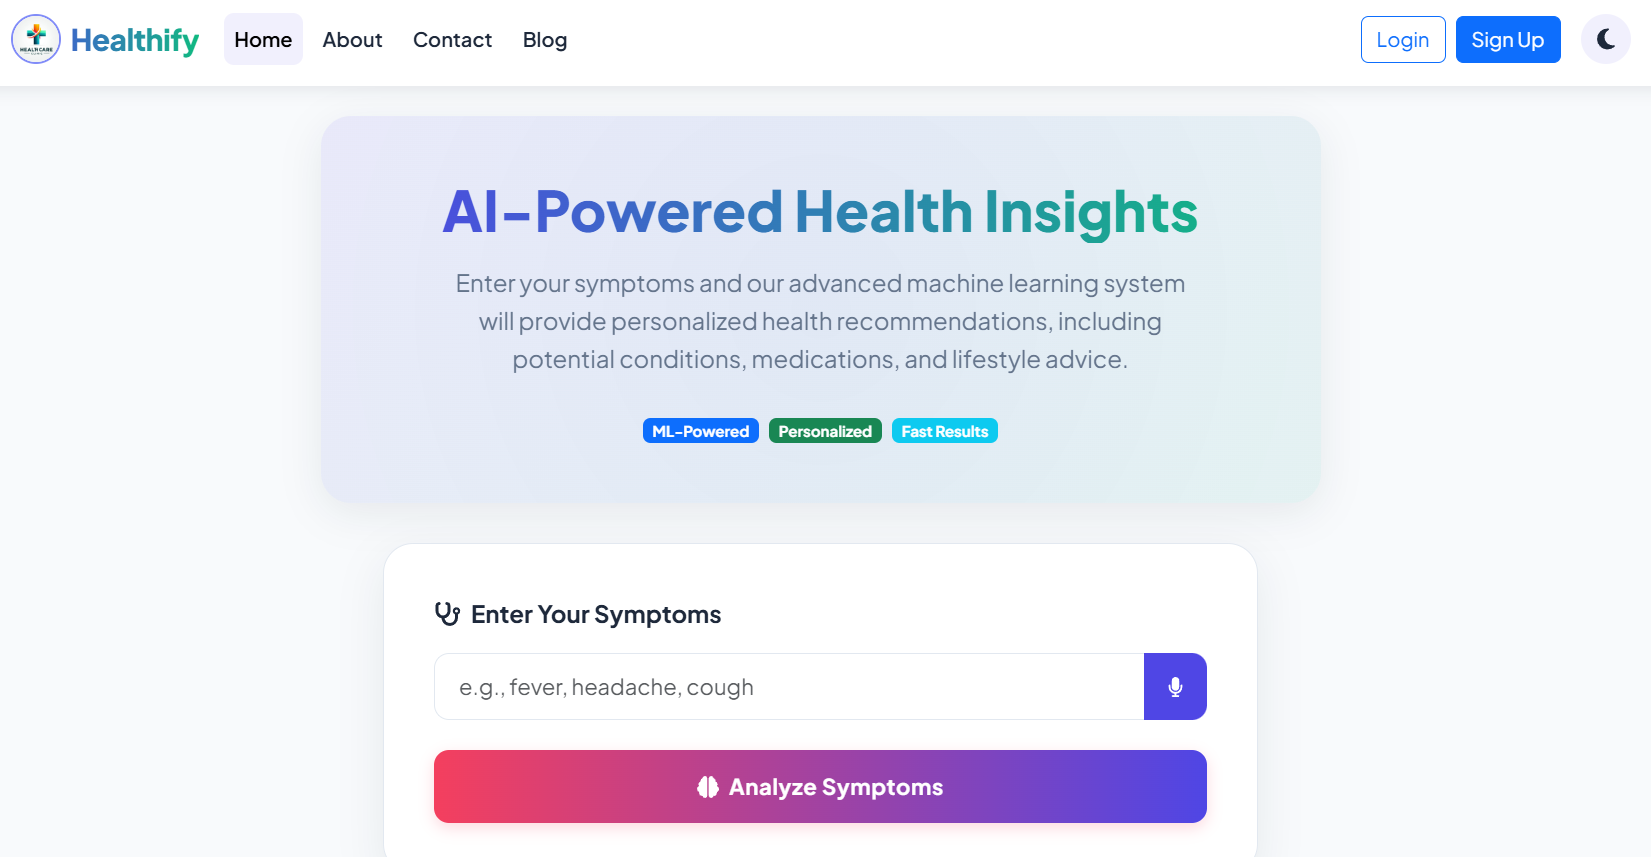 HEALTH CARE
Healthify
Home
About
Contact
Blog
Login
Sign Up
AI-Powered Health Insights
Enter your symptoms and our advanced machine learning system
will provide personalized health recommendations, including
potential conditions, medications, and lifestyle advice.
ML-Powered
Personalized
Fast Results
Enter Your Symptoms
e.g., fever, headache, cough
Analyze Symptoms